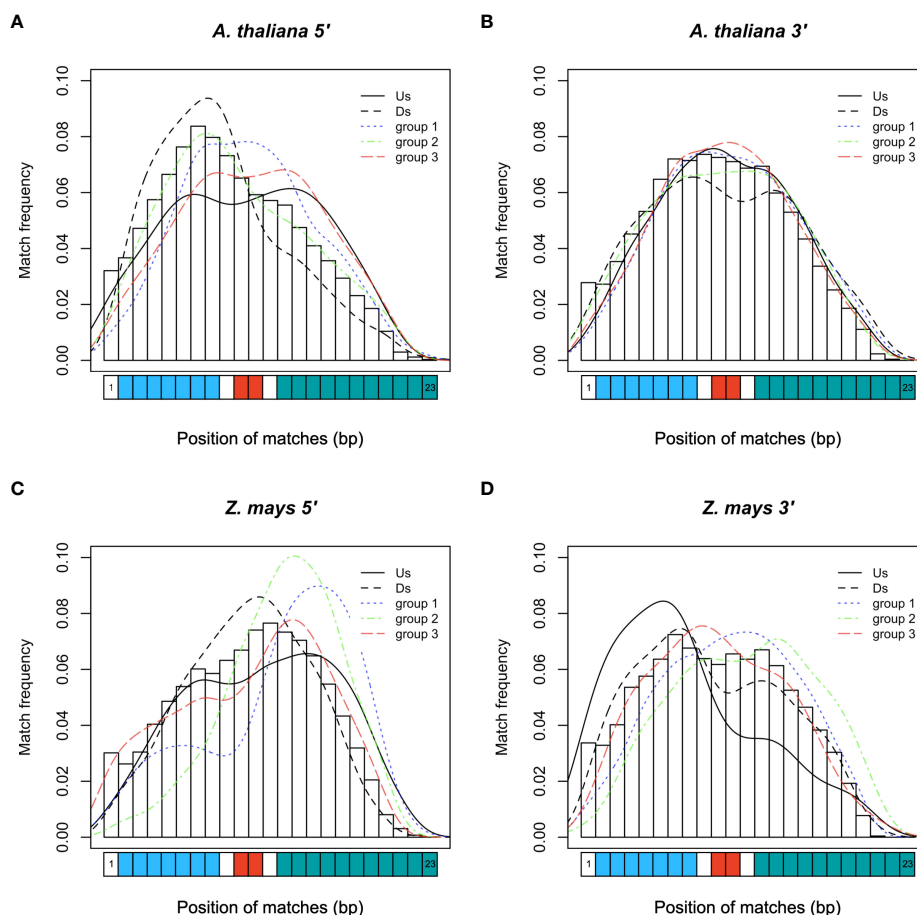 A
A. thaliana 5'
Match frequency
0.10
0.08
0.06
0.04
0.02
0.00
Us
Ds
group 1
group 2
group 3
1
23
Position of matches (bp)
B
A. thaliana 3'
Match frequency
0.10
0.08
0.06
0.04
0.02
0.00
Us
Ds
group 1
group 2
group 3
1
23
Position of matches (bp)
C
Z. mays 5'
Match frequency
0.10
0.08
0.06
0.04
0.02
0.00
Us
Ds
group 1
group 2
group 3
1
23
Position of matches (bp)
D
Z. mays 3'
Match frequency
0.10
0.08
0.06
0.04
0.02
0.00
Us
Ds
group 1
group 2
group 3
1
23
Position of matches (bp)